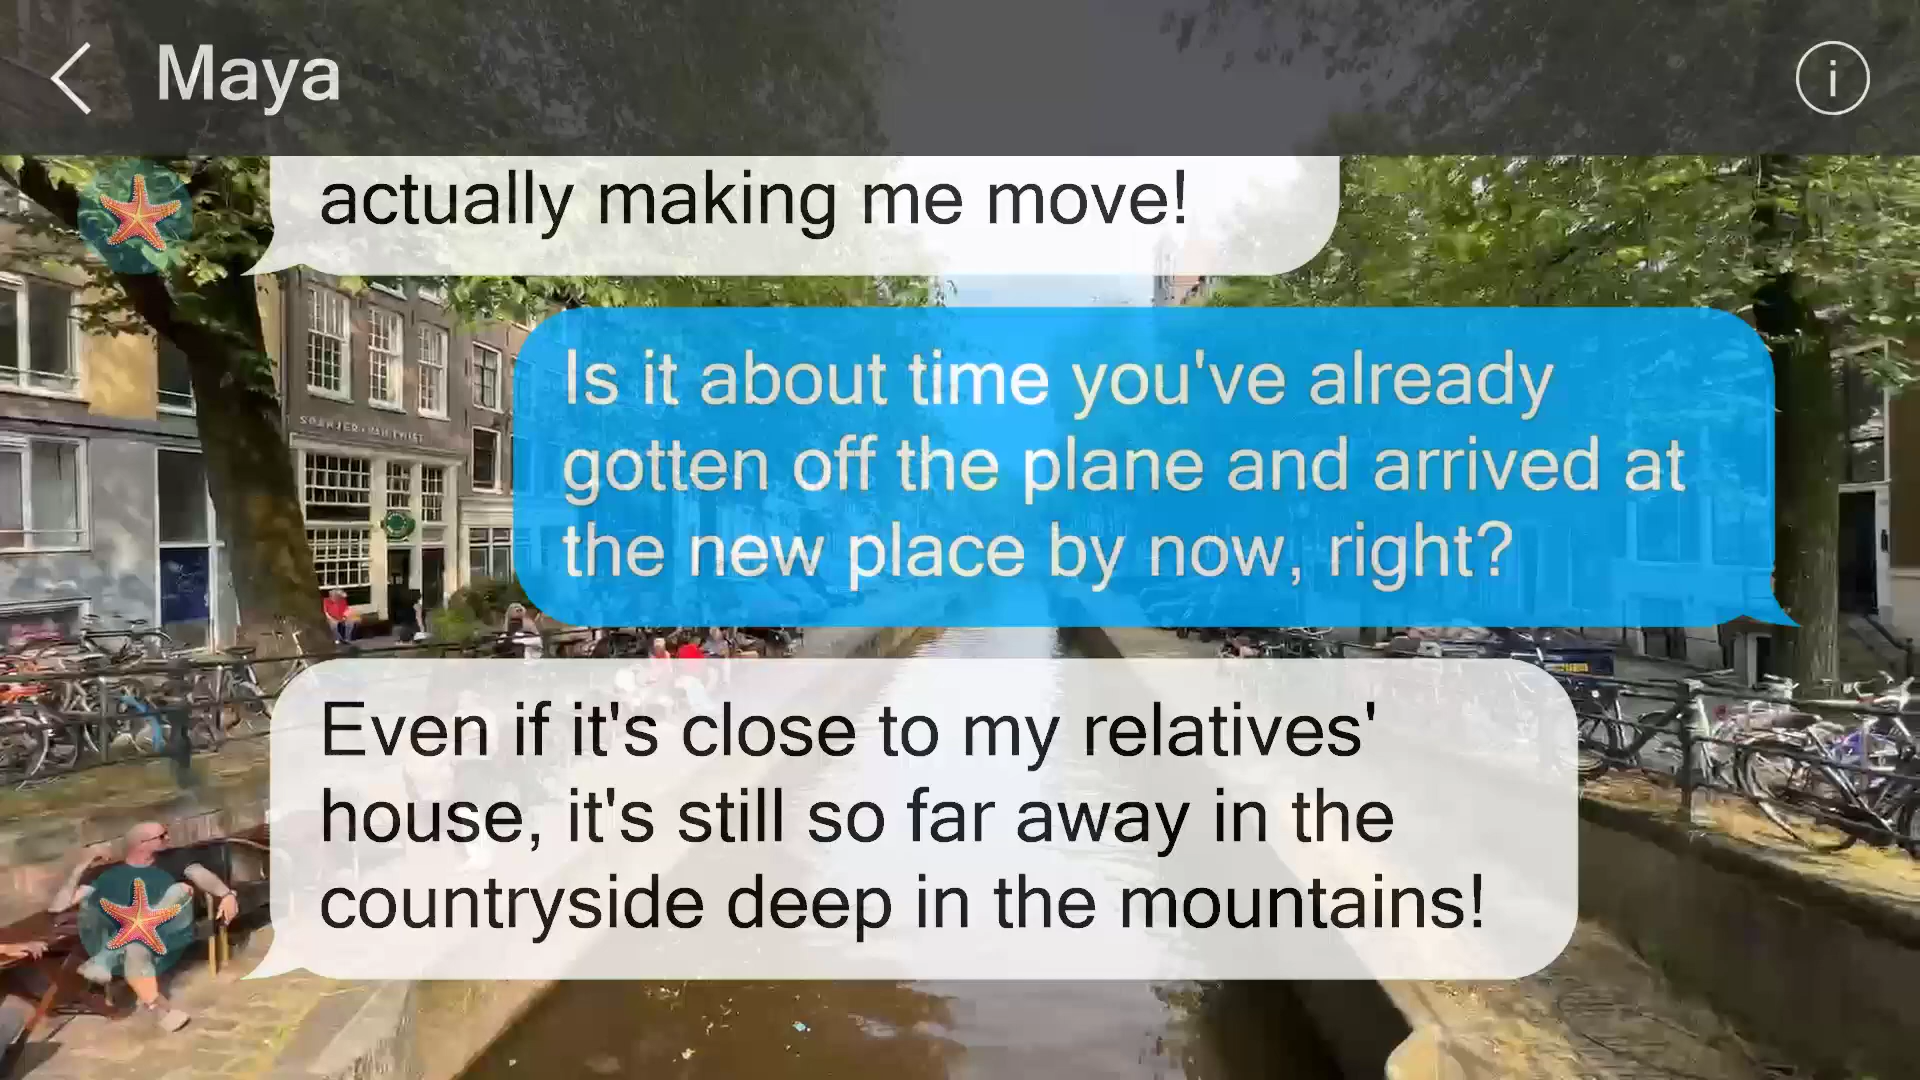 Maya
actually making me move!
Is it about time you've already
gotten off the plane and arrived at
the new place by now, right?
Even if it's close to my relatives'
house, it's still so far away in the
countryside deep in the mountains!